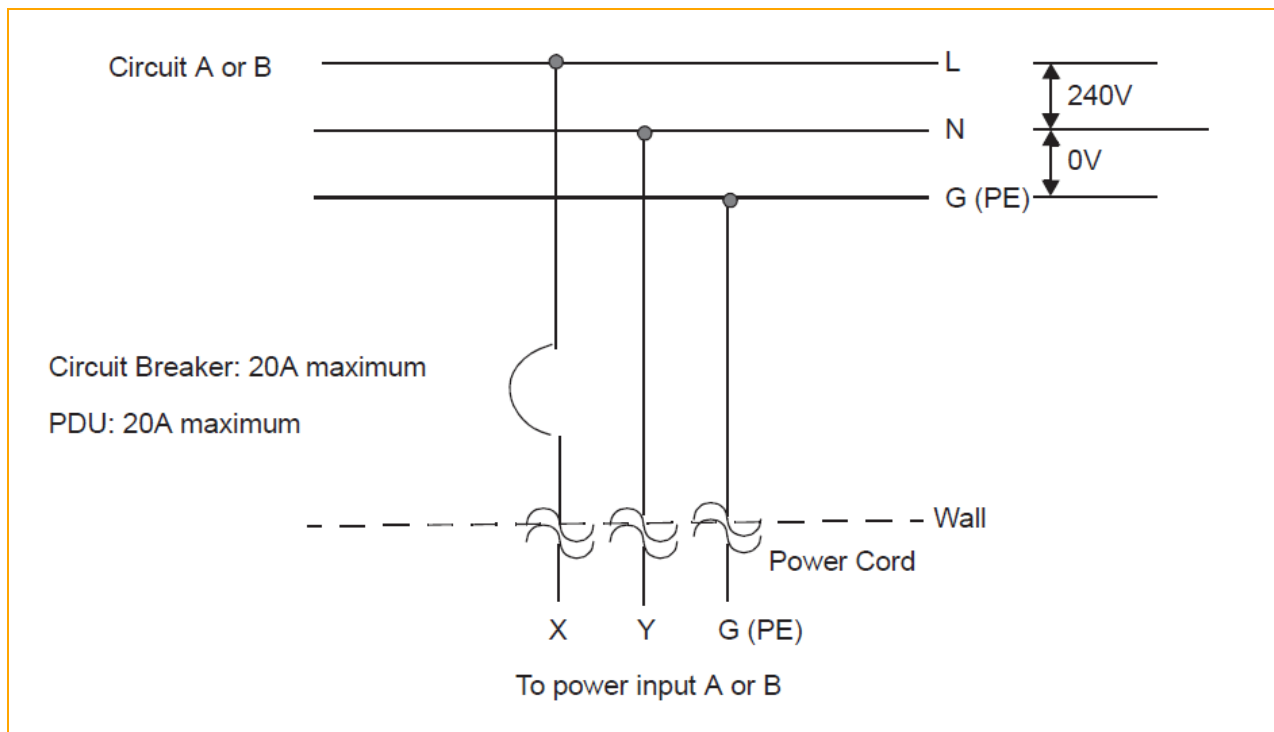 Circuit A or B
L
240V
N
0V
G (PE)
Circuit Breaker: 20A maximum
PDU: 20A maximum
Wall
Power Cord
X Y G (PE)
To power input A or B